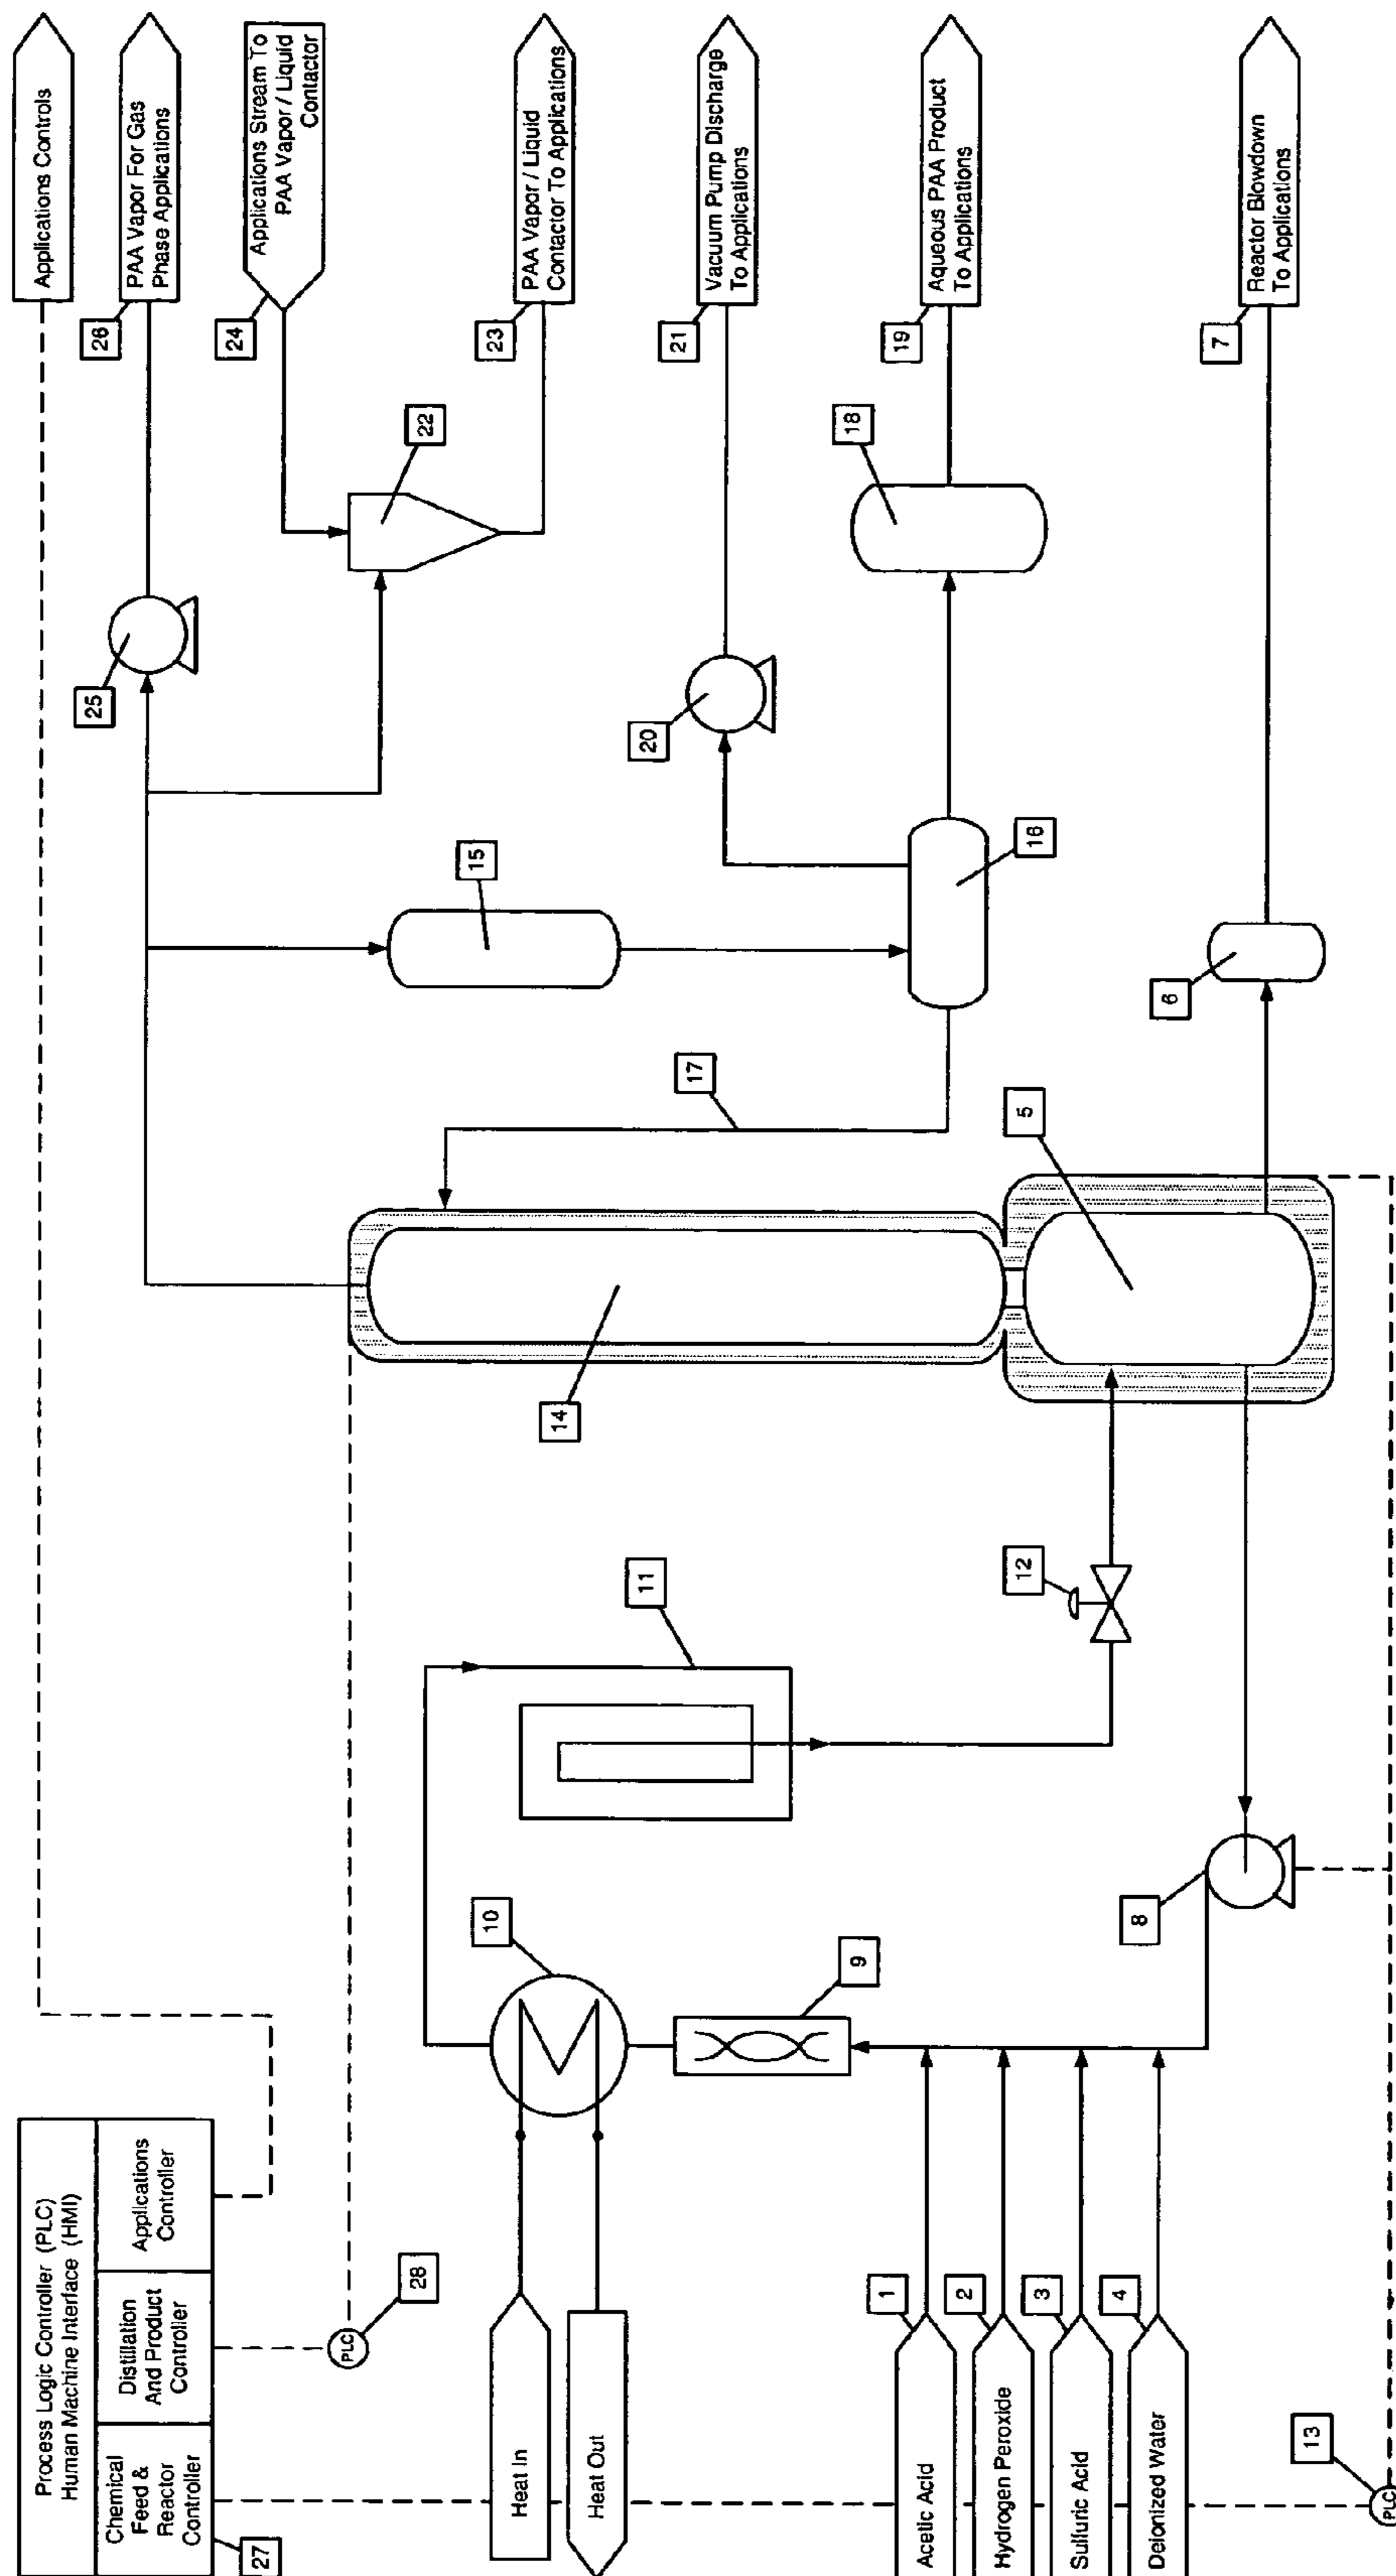 Process Logic Controller (PLC)
Human Machine Interface (HMI)
Chemical
Feed &
Reactor
Controller
Distillation
And Product
Controller
Applications
Controller
27
PLC
28
Applications Controls
PAA Vapor For Gas
Phase Applications
26
25
Applications Stream To
PAA Vapor / Liquid
Contactor
24
22
PAA Vapor / Liquid
Contactor To Applications
23
Vacuum Pump Discharge
To Applications
21
20
Aqueous PAA Product
To Applications
19
18
Reactor Blowdown
To Applications
7
6
15
16
17
14
5
Heat In
Heat Out
10
11
12
9
8
Acetic Acid
1
Hydrogen Peroxide
2
Sulfuric Acid
3
Deionized Water
4
PLC
13